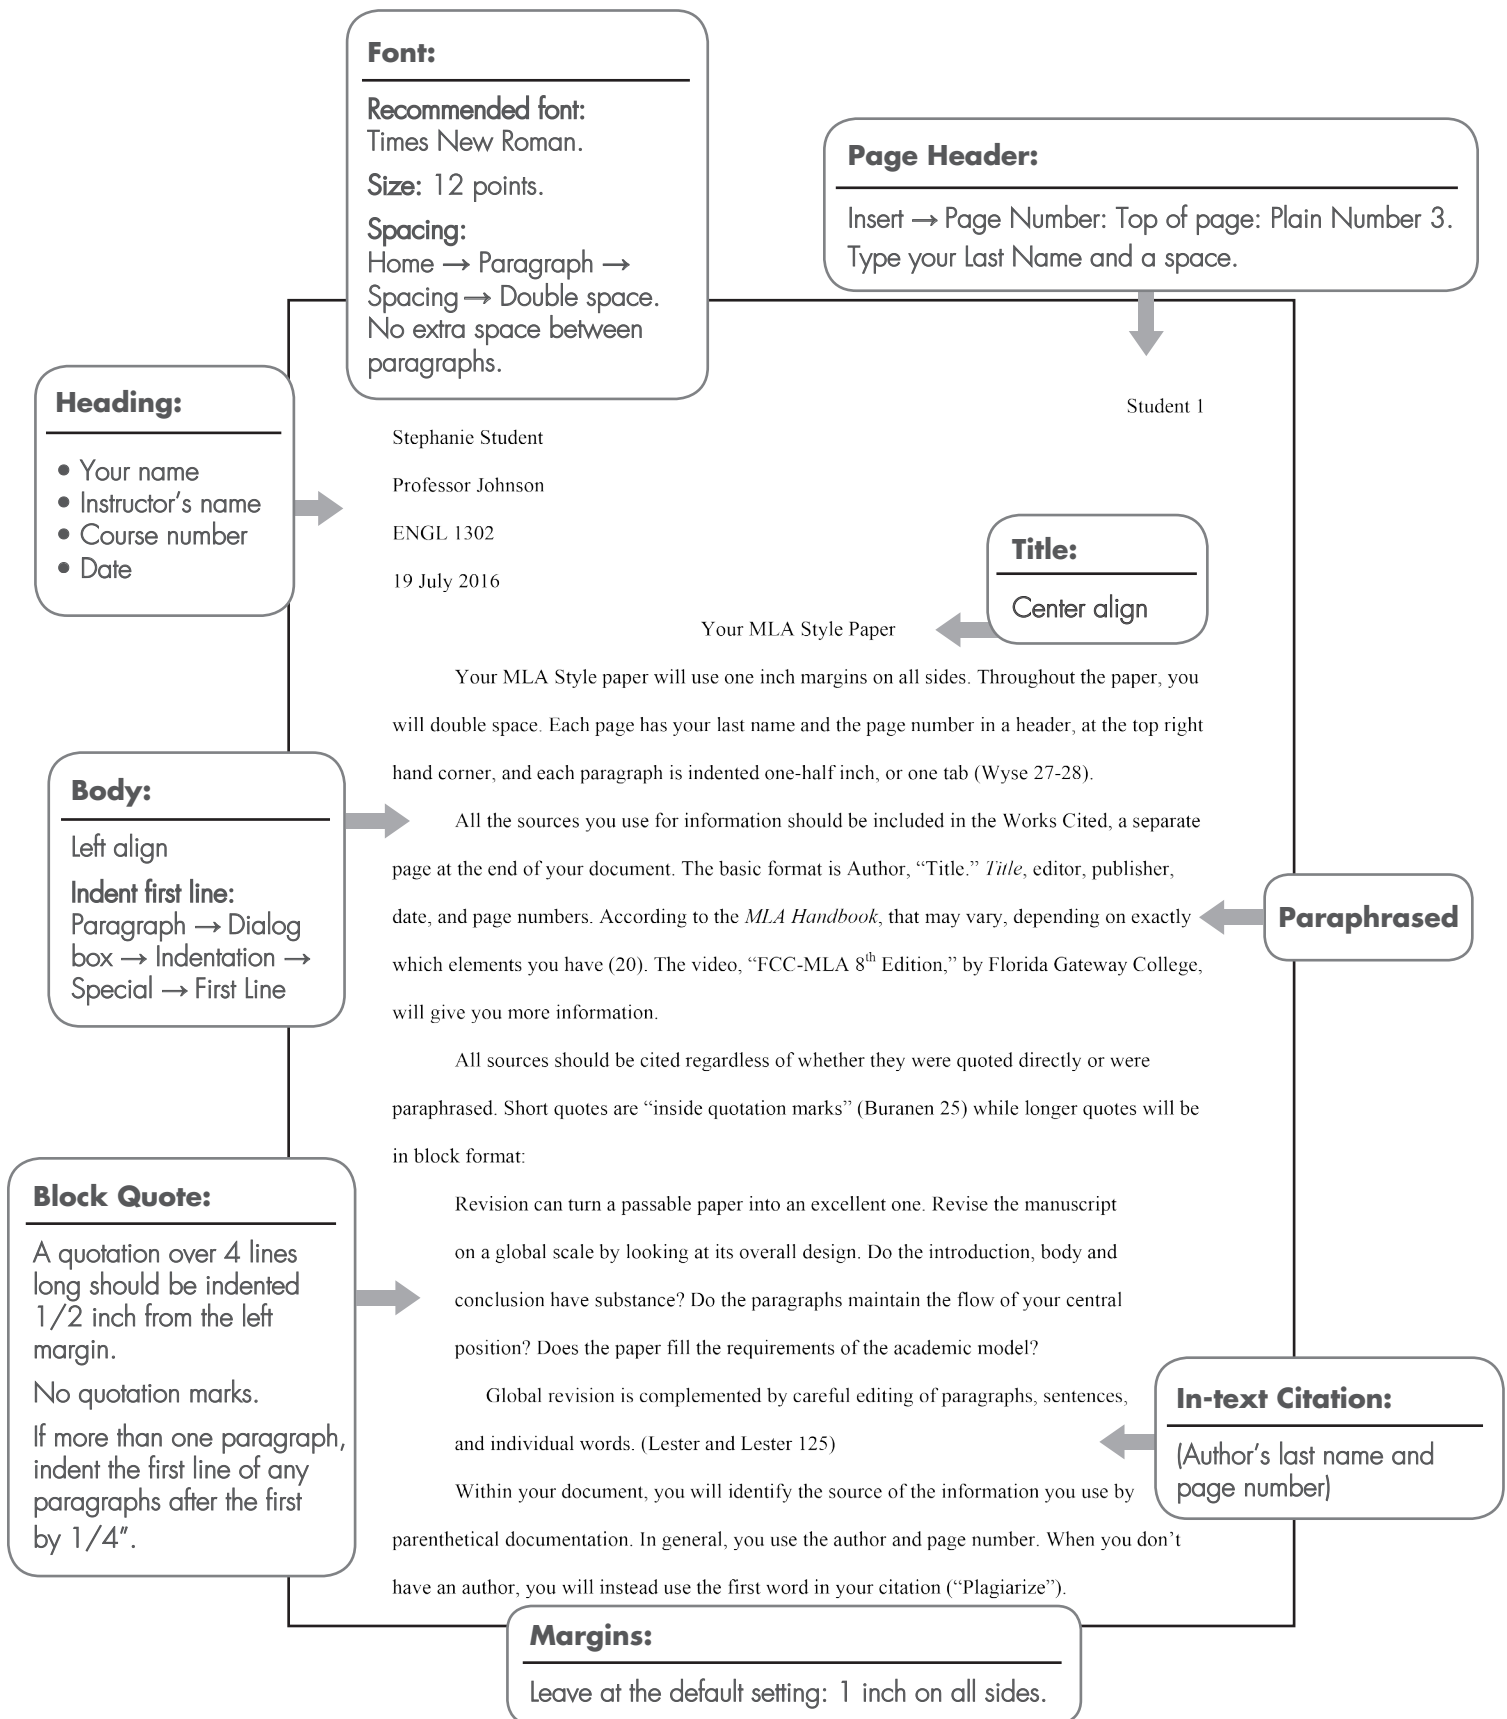 Font:
Recommended font:
Times New Roman.
Size: 12 points.
Spacing:
Home → Paragraph →
Spacing → Double space.
No extra space between
paragraphs.
Page Header:
Insert → Page Number: Top of page: Plain Number 3.
Type your Last Name and a space.
Heading:
• Your name
• Instructor's name
• Course number
• Date
Student 1
Stephanie Student
Professor Johnson
ENGL 1302
19 July 2016
Title:
Center align
Your MLA Style Paper
Your MLA Style paper will use one inch margins on all sides. Throughout the paper, you
will double space. Each page has your last name and the page number in a header, at the top right
hand corner, and each paragraph is indented one-half inch, or one tab (Wyse 27-28).
Body:
Left align
Indent first line:
Paragraph → Dialog
box → Indentation →
Special → First Line
All the sources you use for information should be included in the Works Cited, a separate
page at the end of your document. The basic format is Author, “Title.” Title, editor, publisher,
date, and page numbers. According to the MLA Handbook, that may vary, depending on exactly
which elements you have (20). The video, “FCC-MLA 8th Edition,” by Florida Gateway College,
will give you more information.
Paraphrased
All sources should be cited regardless of whether they were quoted directly or were
paraphrased. Short quotes are “inside quotation marks” (Buranen 25) while longer quotes will be
in block format:
Block Quote:
A quotation over 4 lines
long should be indented
1/2 inch from the left
margin.
No quotation marks.
If more than one paragraph,
indent the first line of any
paragraphs after the first
by 1/4”.
Revision can turn a passable paper into an excellent one. Revise the manuscript
on a global scale by looking at its overall design. Do the introduction, body and
conclusion have substance? Do the paragraphs maintain the flow of your central
position? Does the paper fill the requirements of the academic model?
Global revision is complemented by careful editing of paragraphs, sentences,
and individual words. (Lester and Lester 125)
In-text Citation:
(Author's last name and
page number)
Within your document, you will identify the source of the information you use by
parenthetical documentation. In general, you use the author and page number. When you don’t
have an author, you will instead use the first word in your citation (“Plagiarize”).
Margins:
Leave at the default setting: 1 inch on all sides.